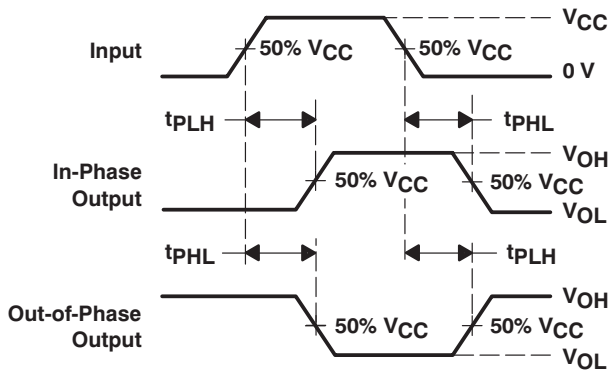 VCC
Input
50% VCC
50% VCC
0 V
tPLH
tPHL
VOH
In-Phase
Output
50% VCC
50% VCC
VOL
tPHL
tPLH
VOH
Out-of-Phase
Output
50% VCC
50% VCC
VOL